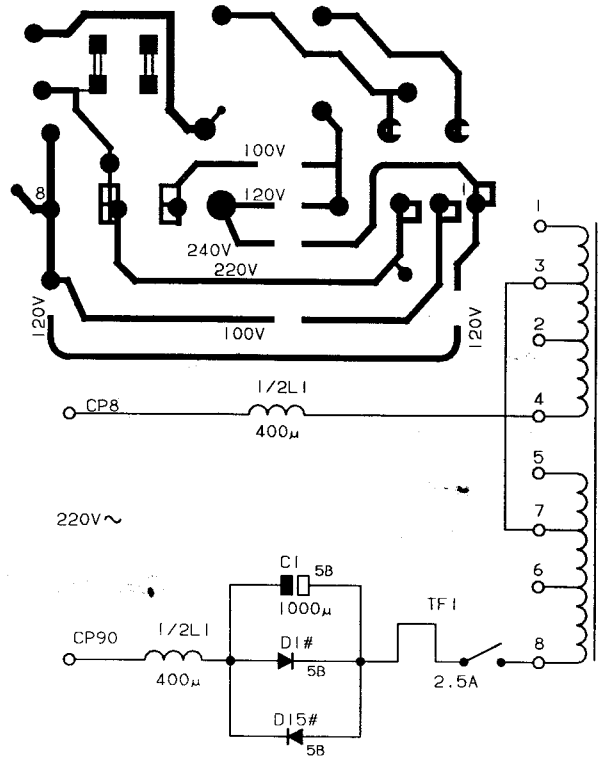 100V
8
120V
1
240V
220V
120V
100V
120V
1
3
2
4
5
7
6
8
CP8
1/2L1
400μ
220V~
C1
5B
1000μ
TF1
CP90
1/2L1
400μ
D1#
5B
2.5A
D15#
5B